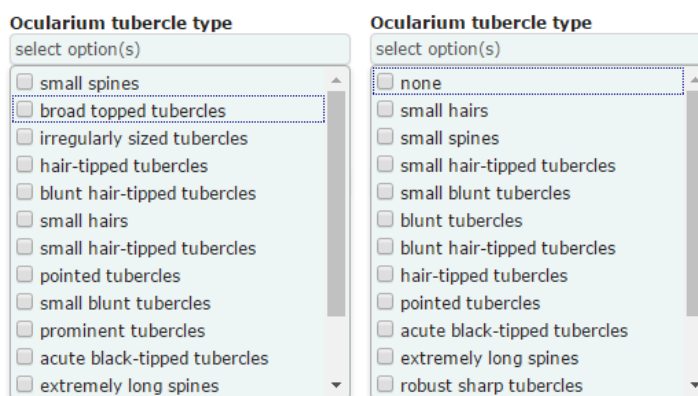 Ocularium tubercle type
select option(s)
small spines
broad topped tubercles
irregularly sized tubercles
hair-tipped tubercles
blunt hair-tipped tubercles
small hairs
small hair-tipped tubercles
pointed tubercles
small blunt tubercles
prominent tubercles
acute black-tipped tubercles
extremely long spines
Ocularium tubercle type
select option(s)
none
small hairs
small spines
small hair-tipped tubercles
small blunt tubercles
blunt tubercles
blunt hair-tipped tubercles
hair-tipped tubercles
pointed tubercles
acute black-tipped tubercles
extremely long spines
robust sharp tubercles